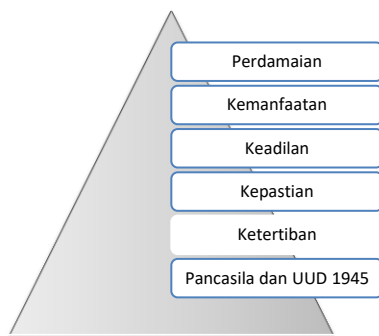 Perdamaian
Kemanfaatan
Keadilan
Kepastian
Ketertiban
Pancasila dan UUD 1945